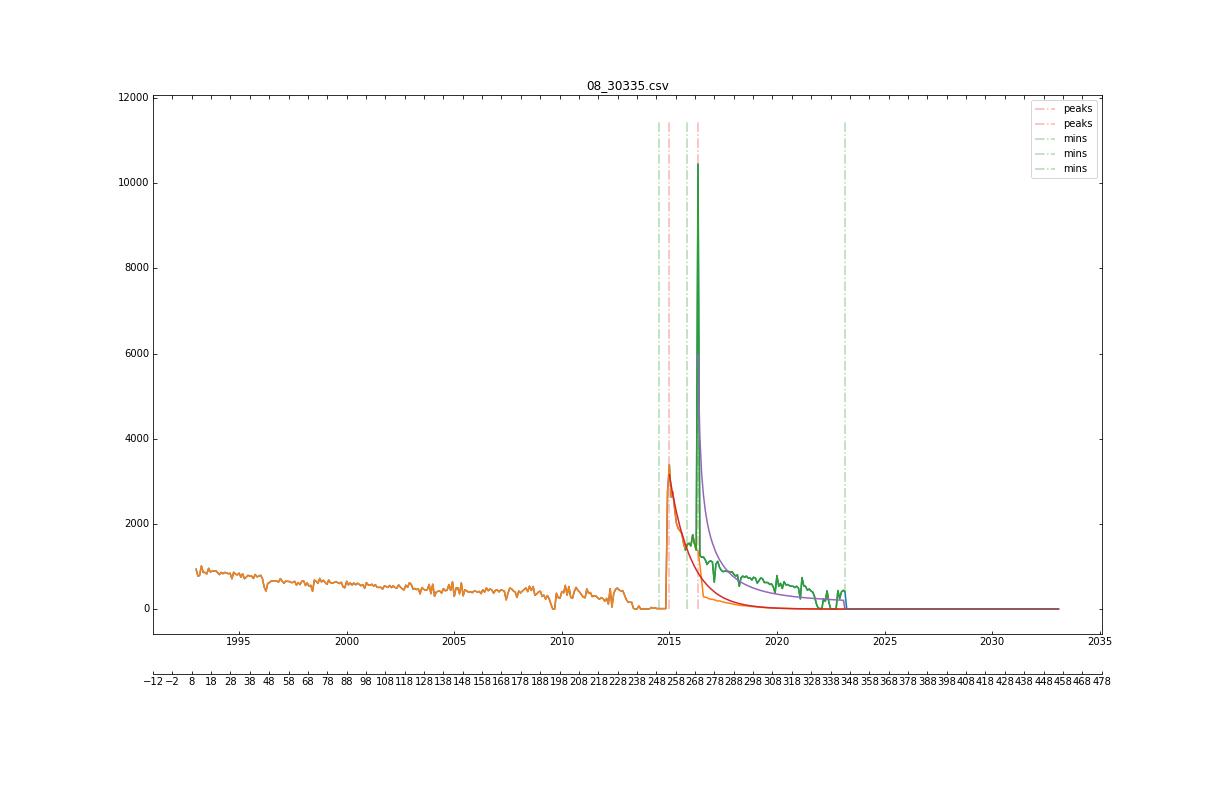 08_30335.csv
12000
10000
8000
6000
4000
2000
0
peaks
peaks
mins
mins
mins
1995 2000 2005 2010 2015 2020 2025 2030 2035
−12 −2 8 18 28 38 48 58 68 78 88 98 108 118 128 138 148 158 168 178 188 198 208 218 228 238 248 258 268 278 288 298 308 318 328 338 348 358 368 378 388 398 408 418 428 438 448 458 468 478